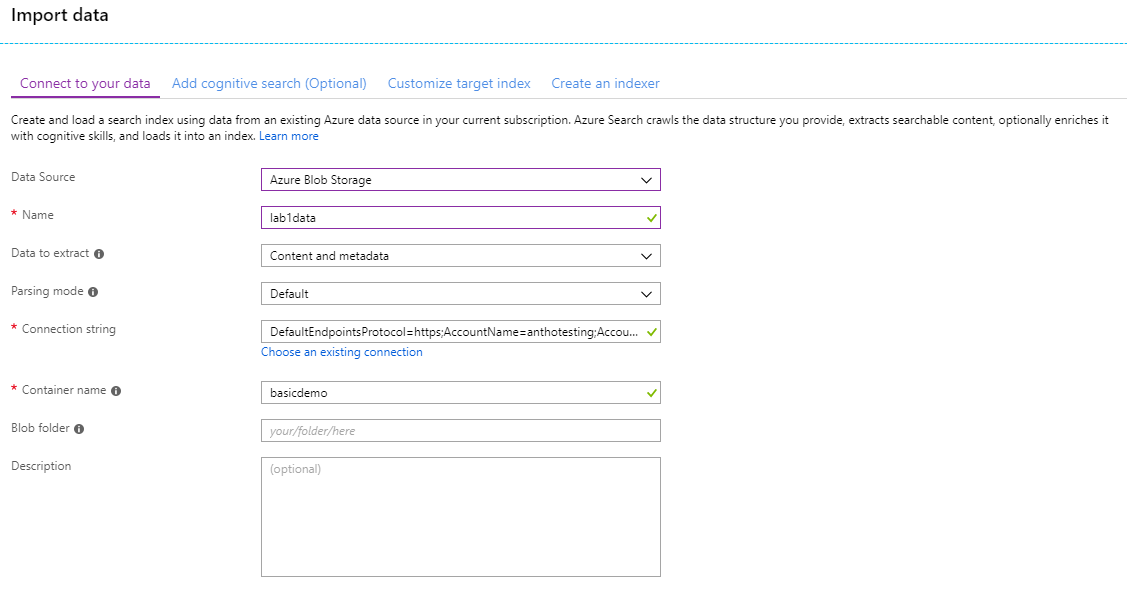 Import data
Connect to your data Add cognitive search (Optional) Customize target index Create an indexer
Create and load a search index using data from an existing Azure data source in your current subscription. Azure Search crawls the data structure you provide, extracts searchable content, optionally enriches it
with cognitive skills, and loads it into an index. Learn more
Data Source Azure Blob Storage
* Name lab1data
Data to extract Content and metadata
Parsing mode Default
* Connection string DefaultEndpointsProtocol=https;AccountName=anthotesting;Accou...
Choose an existing connection
* Container name basicdemo
Blob folder your/folder/here
Description (optional)